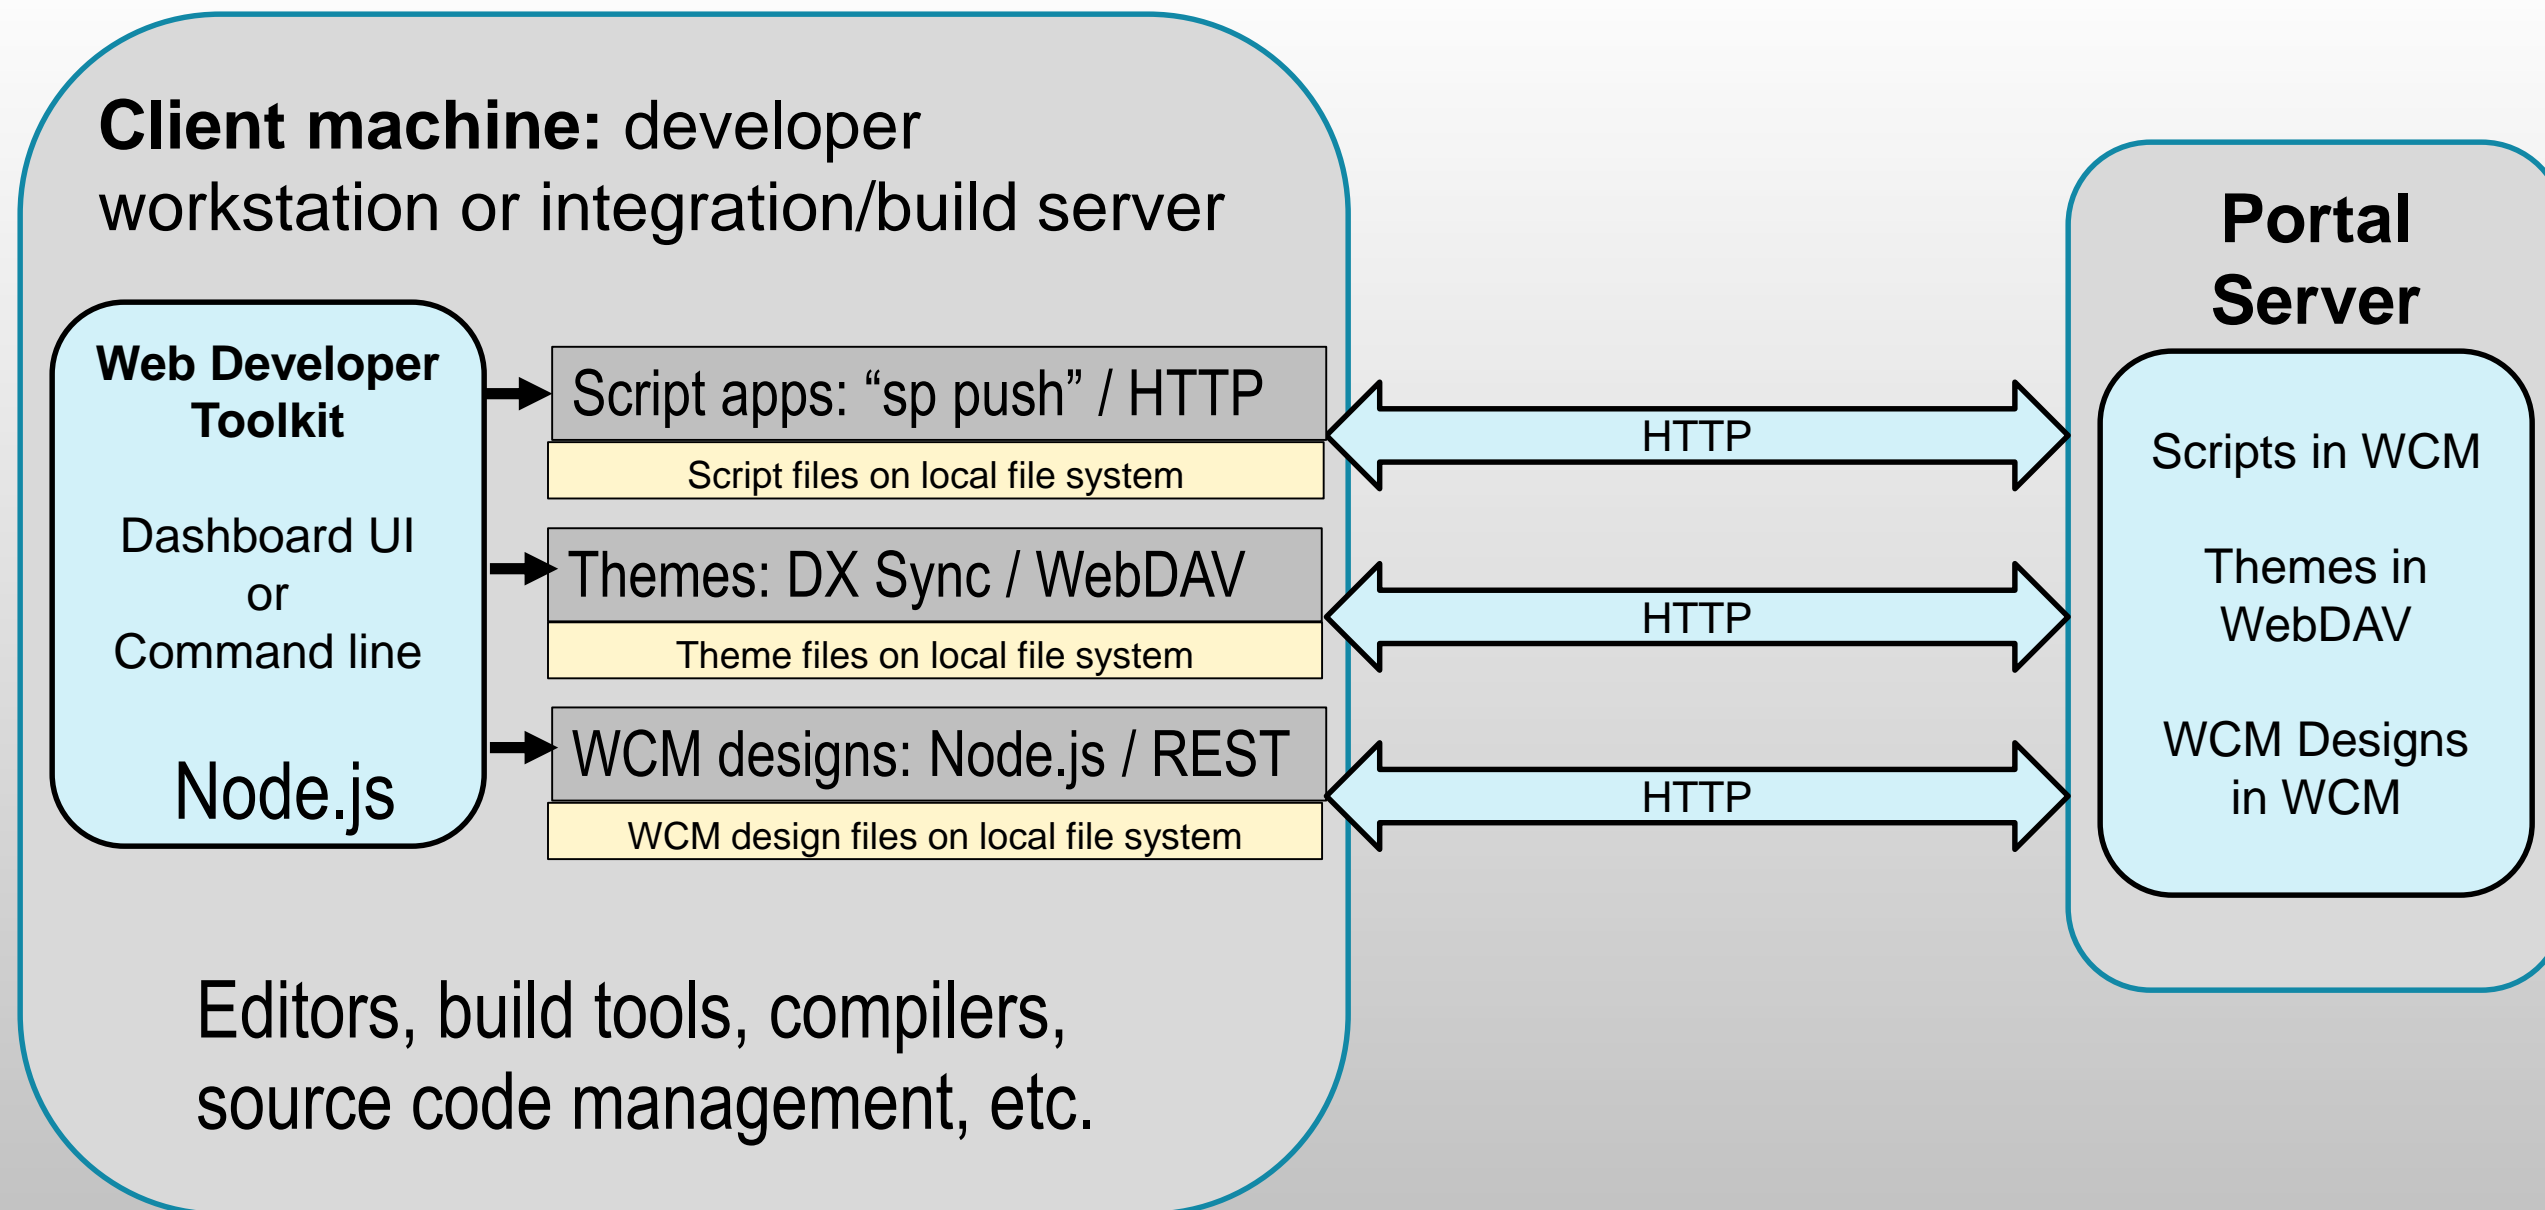 Client machine: developer
workstation or integration/build server
Web Developer
Toolkit
Dashboard UI
or
Command line
Node.js
Script apps: “sp push” / HTTP
Script files on local file system
Themes: DX Sync / WebDAV
Theme files on local file system
WCM designs: Node.js / REST
WCM design files on local file system
Editors, build tools, compilers,
source code management, etc.
HTTP
HTTP
HTTP
Portal
Server
Scripts in WCM
Themes in
WebDAV
WCM Designs
in WCM